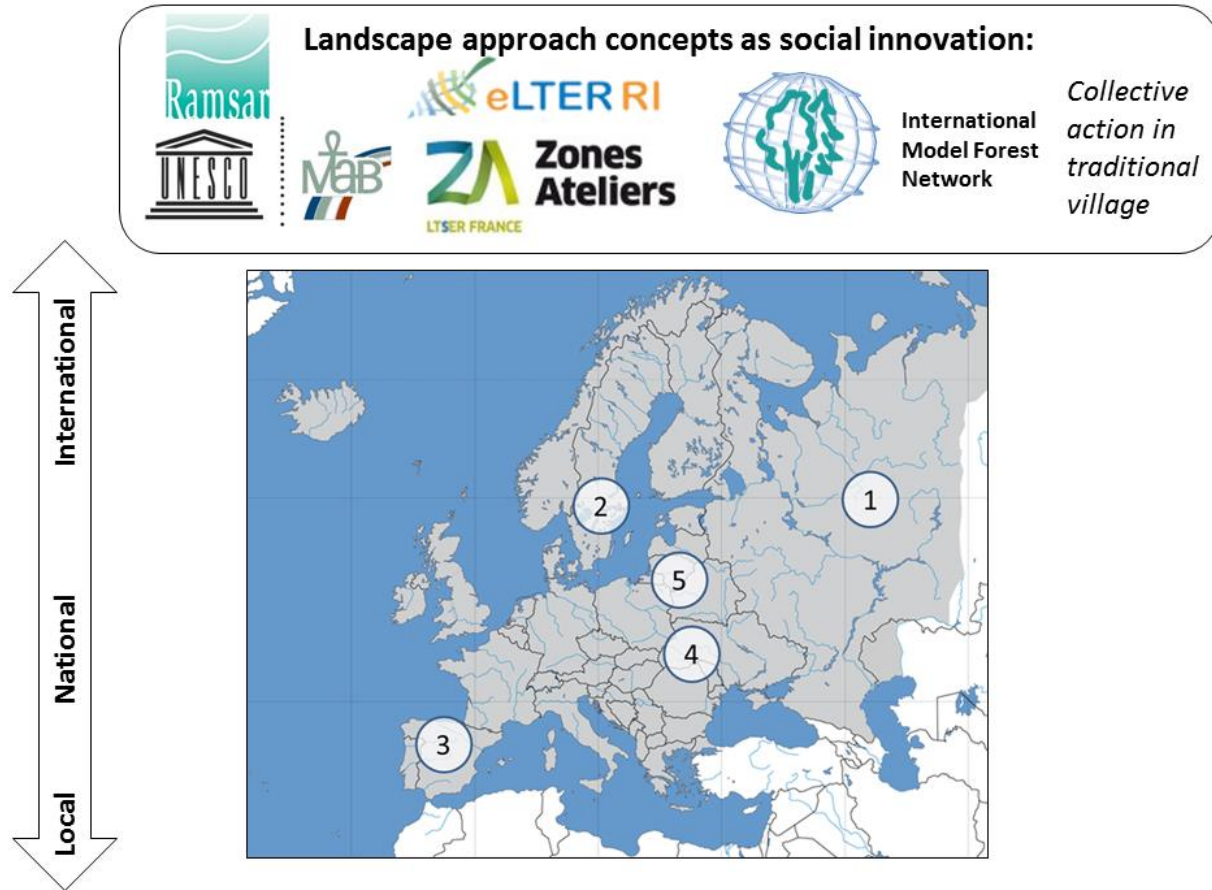 Landscape approach concepts as social innovation:
Ramsar
UNESCO
MaB
eLTER RI
ZA Zones
Ateliers
LTSER FRANCE
International
Model Forest
Network
Collective
action in
traditional
village
International
National
Local
1
2
3
4
5